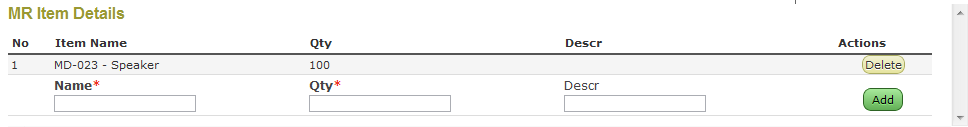 MR Item Details
No Item Name Qty Descr Actions
1 MD-023 - Speaker 100 Delete
Name* Qty* Descr
Add